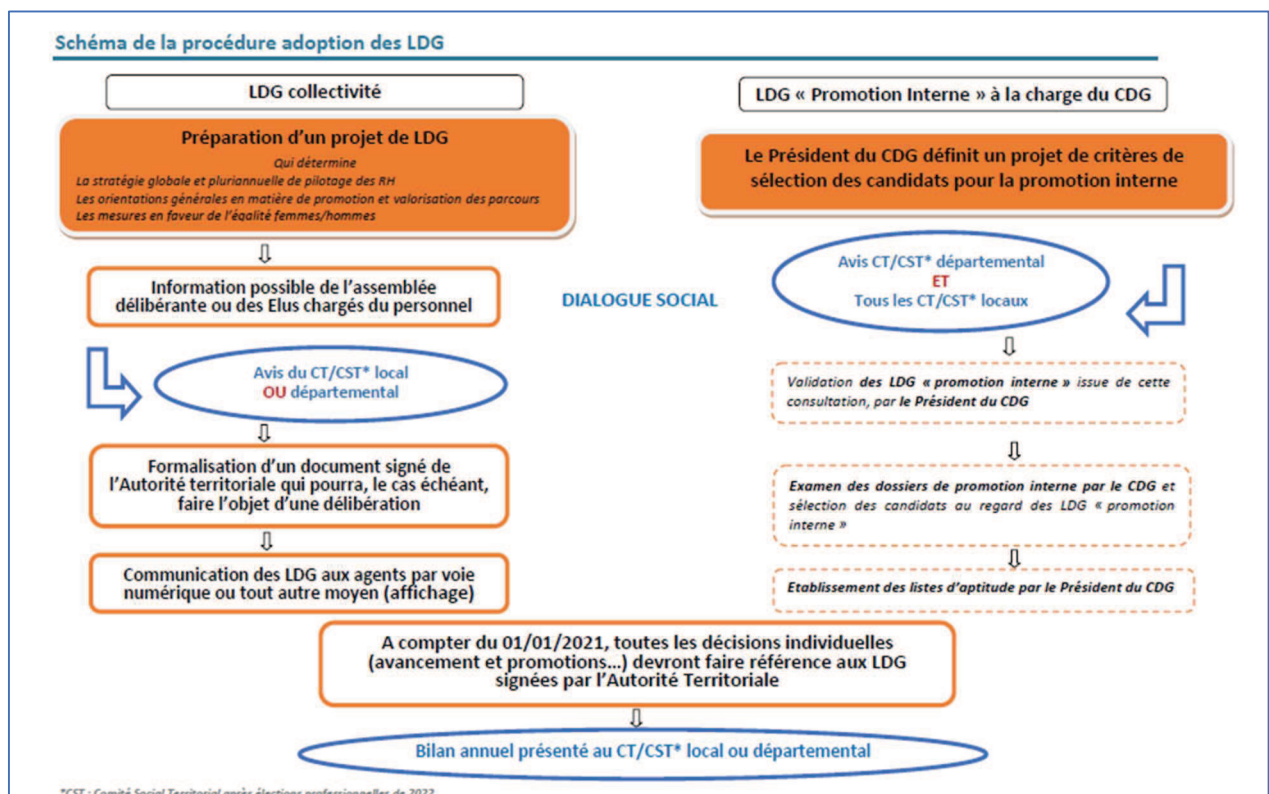 Schéma de la procédure adoption des LDG
LDG collectivité
Préparation d'un projet de LDG
Qui détermine
La stratégie globale et pluriannuelle de pilotage des RH
Les orientations générales en matière de promotion et valorisation des parcours
Les mesures en faveur de l'égalité femmes/hommes
Information possible de l'assemblée
délibérante ou des Elus chargés du personnel
Avis du CT/CST* local
OU départemental
Formalisation d'un document signé de
l'Autorité territoriale qui pourra, le cas échéant,
faire l'objet d'une délibération
Communication des LDG aux agents par voie
numérique ou tout autre moyen (affichage)
DIALOGUE SOCIAL
LDG « Promotion Interne » à la charge du CDG
Le Président du CDG définit un projet de critères de
sélection des candidats pour la promotion interne
Avis CT/CST* départemental
ET
Tous les CT/CST* locaux
Validation des LDG « promotion interne » issue de cette
consultation, par le Président du CDG
Examen des dossiers de promotion interne par le CDG et
sélection des candidats au regard des LDG « promotion
interne »
Etablissement des listes d'aptitude par le Président du CDG
A compter du 01/01/2021, toutes les décisions individuelles
(avancement et promotions...) devront faire référence aux LDG
signées par l'Autorité Territoriale
Bilan annuel présenté au CT/CST* local ou départemental
*CST : Comité Social Territorial après élections professionnelles de 2022